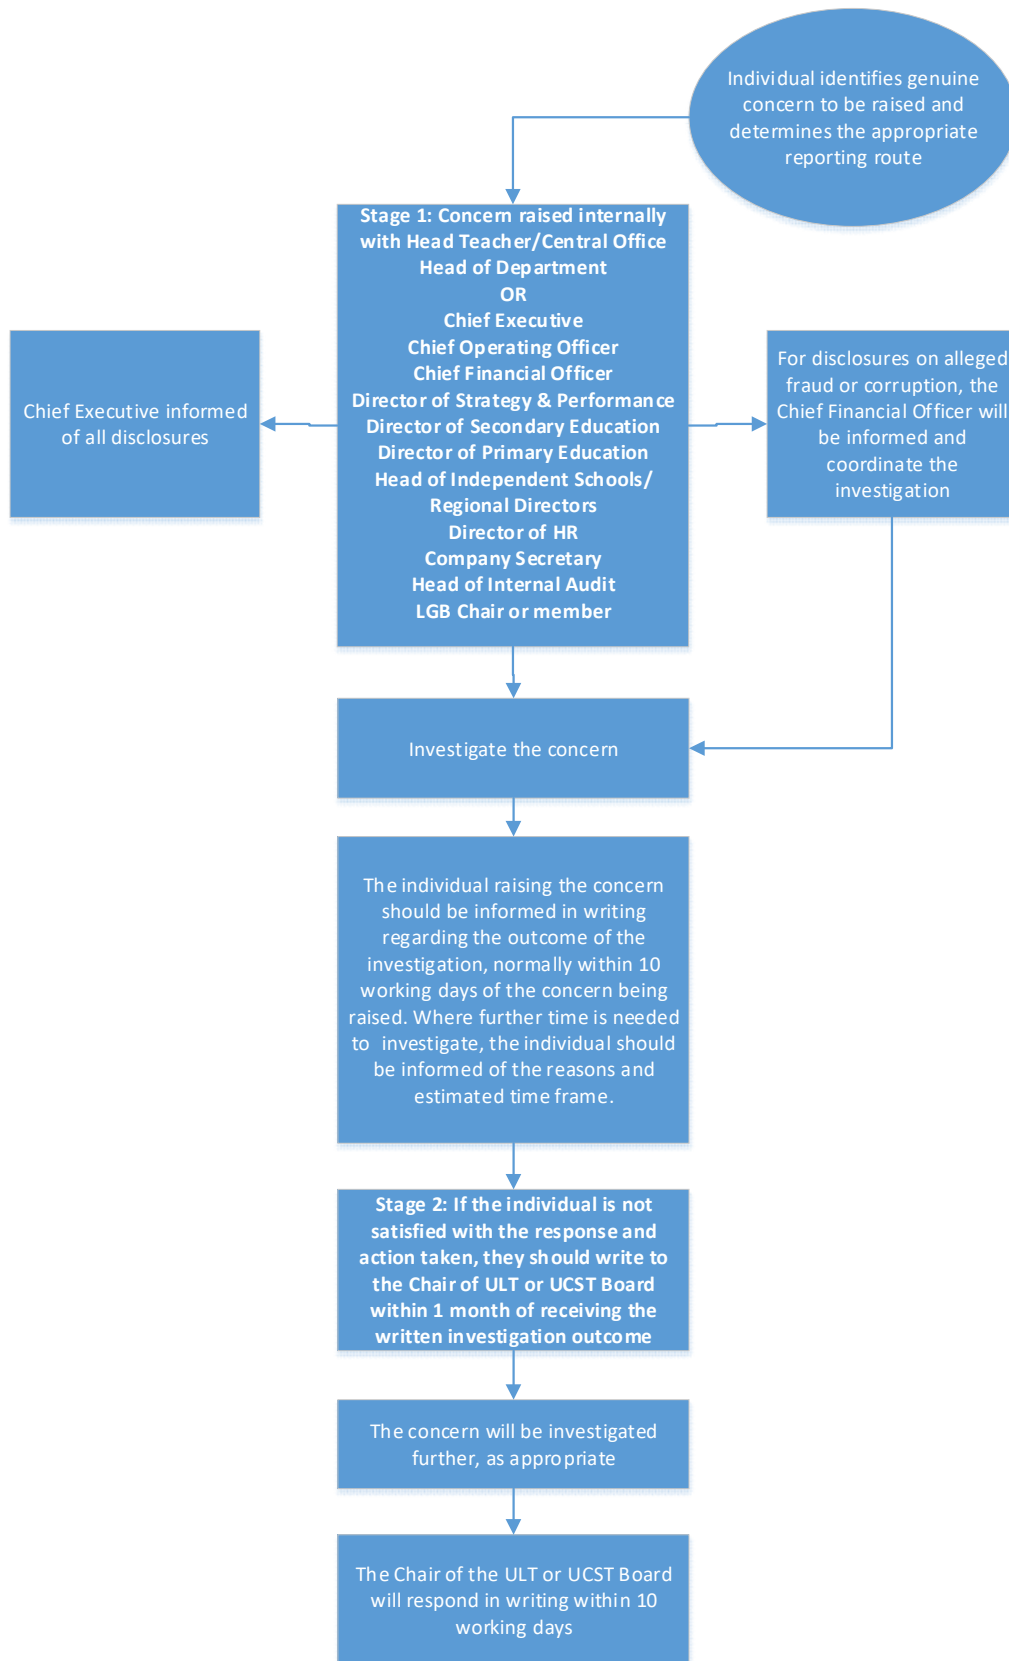 Individual identifies genuine
concern to be raised and
determines the appropriate
reporting route
Stage 1: Concern raised internally
with Head Teacher/Central Office
Head of Department
OR
Chief Executive
Chief Operating Officer
Chief Financial Officer
Director of Strategy & Performance
Director of Secondary Education
Director of Primary Education
Head of Independent Schools/
Regional Directors
Director of HR
Company Secretary
Head of Internal Audit
LGB Chair or member
Chief Executive informed
of all disclosures
For disclosures on alleged
fraud or corruption, the
Chief Financial Officer will
be informed and
coordinate the
investigation
Investigate the concern
The individual raising the concern
should be informed in writing
regarding the outcome of the
investigation, normally within 10
working days of the concern being
raised. Where further time is needed
to investigate, the individual should
be informed of the reasons and
estimated time frame.
Stage 2: If the individual is not
satisfied with the response and
action taken, they should write to
the Chair of ULT or UCST Board
within 1 month of receiving the
written investigation outcome
The concern will be investigated
further, as appropriate
The Chair of the ULT or UCST Board
will respond in writing within 10
working days